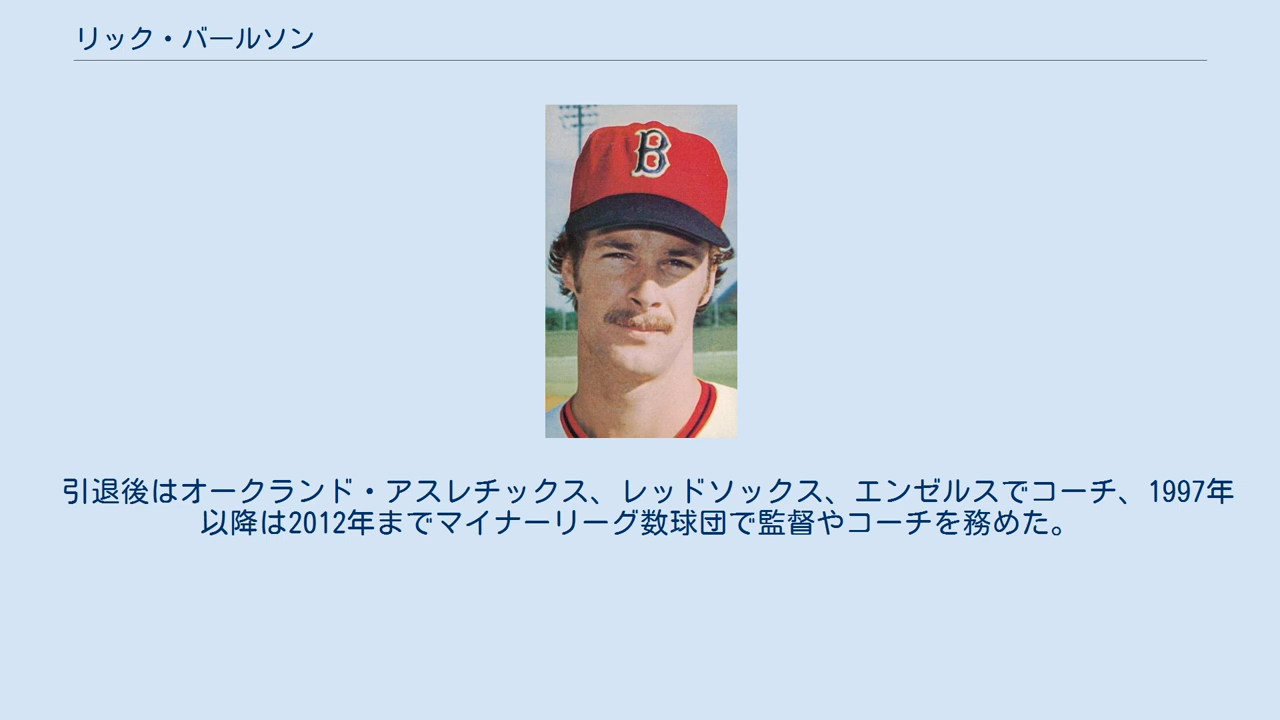 リック・バールソン
B
引退後はオークランド・アスレチックス、レッドソックス、エンゼルスでコーチ、1997年
以降は2012年までマイナーリーグ数球団で監督やコーチを務めた。